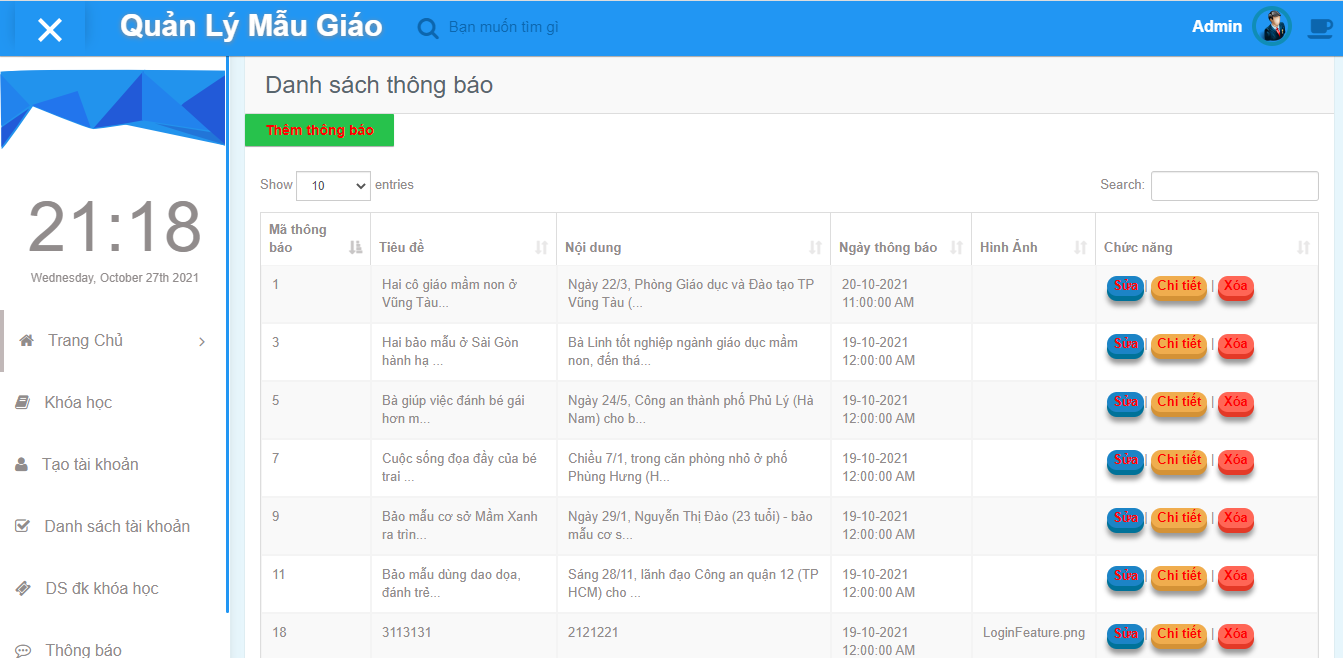 Quản Lý Mẫu Giáo
Bạn muốn tìm gì
Admin
21:18
Wednesday, October 27th 2021
Trang Chủ
Khóa học
Tạo tài khoản
Danh sách tài khoản
DS đk khóa học
Thông báo
Danh sách thông báo
Thêm thông báo
Show 10 entries
Search:
Mã thông
báo
Tiêu đề
Nội dung
Ngày thông báo
Hình Ảnh
Chức năng
1
Hai cô giáo mầm non ở
Vũng Tàu...
Ngày 22/3, Phòng Giáo dục và Đào tạo TP
Vũng Tàu (...
20-10-2021
11:00:00 AM
Sửa | Chi tiết | Xóa
3
Hai bảo mẫu ở Sài Gòn
hành hạ ...
Bà Linh tốt nghiệp ngành giáo dục mầm
non, đến thá...
19-10-2021
12:00:00 AM
Sửa | Chi tiết | Xóa
5
Bà giúp việc đánh bé gái
hơn m...
Ngày 24/5, Công an thành phố Phủ Lý (Hà
Nam) cho b...
19-10-2021
12:00:00 AM
Sửa | Chi tiết | Xóa
7
Cuộc sống đọa đầy của bé
trai ...
Chiều 7/1, trong căn phòng nhỏ ở phố
Phùng Hưng (H...
19-10-2021
12:00:00 AM
Sửa | Chi tiết | Xóa
9
Bảo mẫu cơ sở Mầm Xanh
ra trìn...
Ngày 29/1, Nguyễn Thị Đào (23 tuổi) - bảo
mẫu cơ s...
19-10-2021
12:00:00 AM
Sửa | Chi tiết | Xóa
11
Bảo mẫu dùng dao dọa,
đánh trẻ...
Sáng 28/11, lãnh đạo Công an quận 12 (TP
HCM) cho ...
19-10-2021
12:00:00 AM
Sửa | Chi tiết | Xóa
18
3113131
2121221
19-10-2021
12:00:00 AM
LoginFeature.png
Sửa | Chi tiết | Xóa